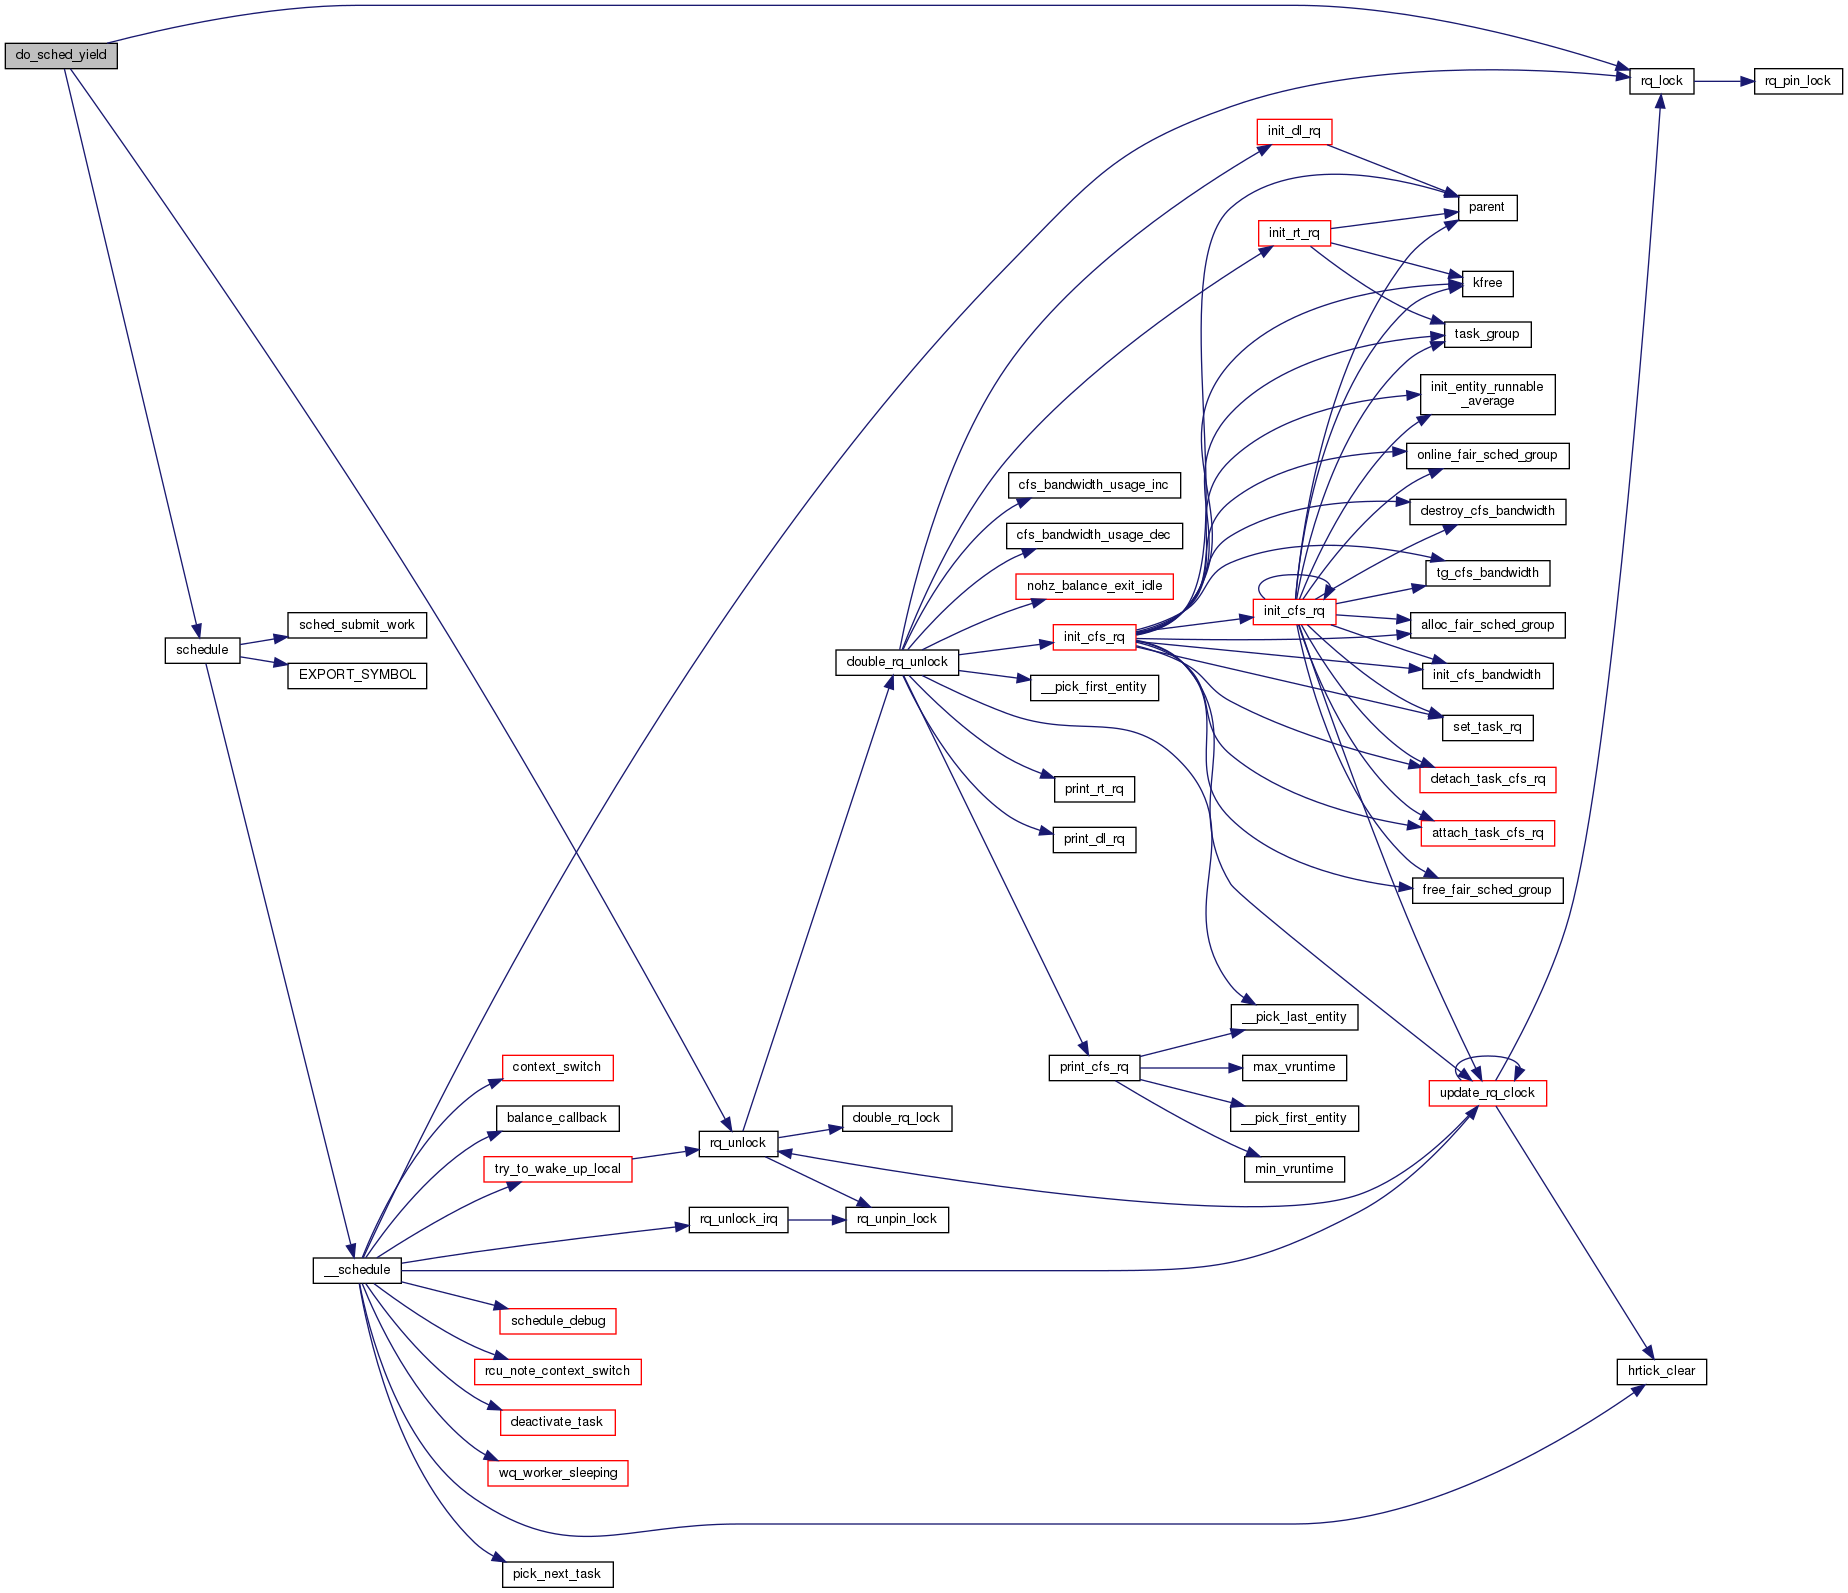 do_sched_yield
rq_lock
rq_pin_lock
init_dl_rq
parent
init_rt_rq
kfree
task_group
init_entity_runnable
_average
online_fair_sched_group
cfs_bandwidth_usage_inc
destroy_cfs_bandwidth
cfs_bandwidth_usage_dec
tg_cfs_bandwidth
nohz_balance_exit_idle
init_cfs_rq
sched_submit_work
alloc_fair_sched_group
init_cfs_rq
schedule
double_rq_unlock
EXPORT_SYMBOL
init_cfs_bandwidth
__pick_first_entity
set_task_rq
detach_task_cfs_rq
print_rt_rq
attach_task_cfs_rq
print_dl_rq
free_fair_sched_group
__pick_last_entity
context_switch
print_cfs_rq
max_vruntime
update_rq_clock
balance_callback
double_rq_lock
__pick_first_entity
rq_unlock
try_to_wake_up_local
min_vruntime
rq_unlock_irq
rq_unpin_lock
__schedule
schedule_debug
rcu_note_context_switch
hrtick_clear
deactivate_task
wq_worker_sleeping
pick_next_task